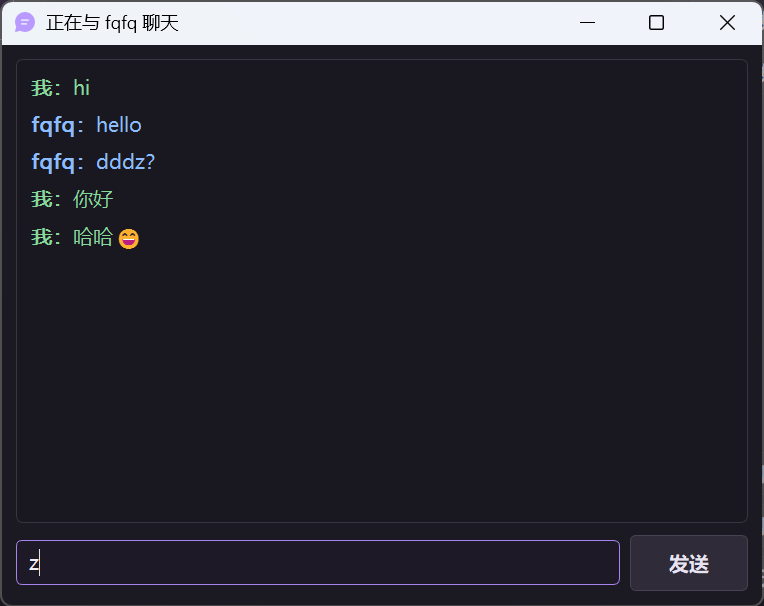 正在与 fqfq 聊天
我：hi
fqfq：hello
fqfq：dddz?
我：你好
我：哈哈 😄
z
发送